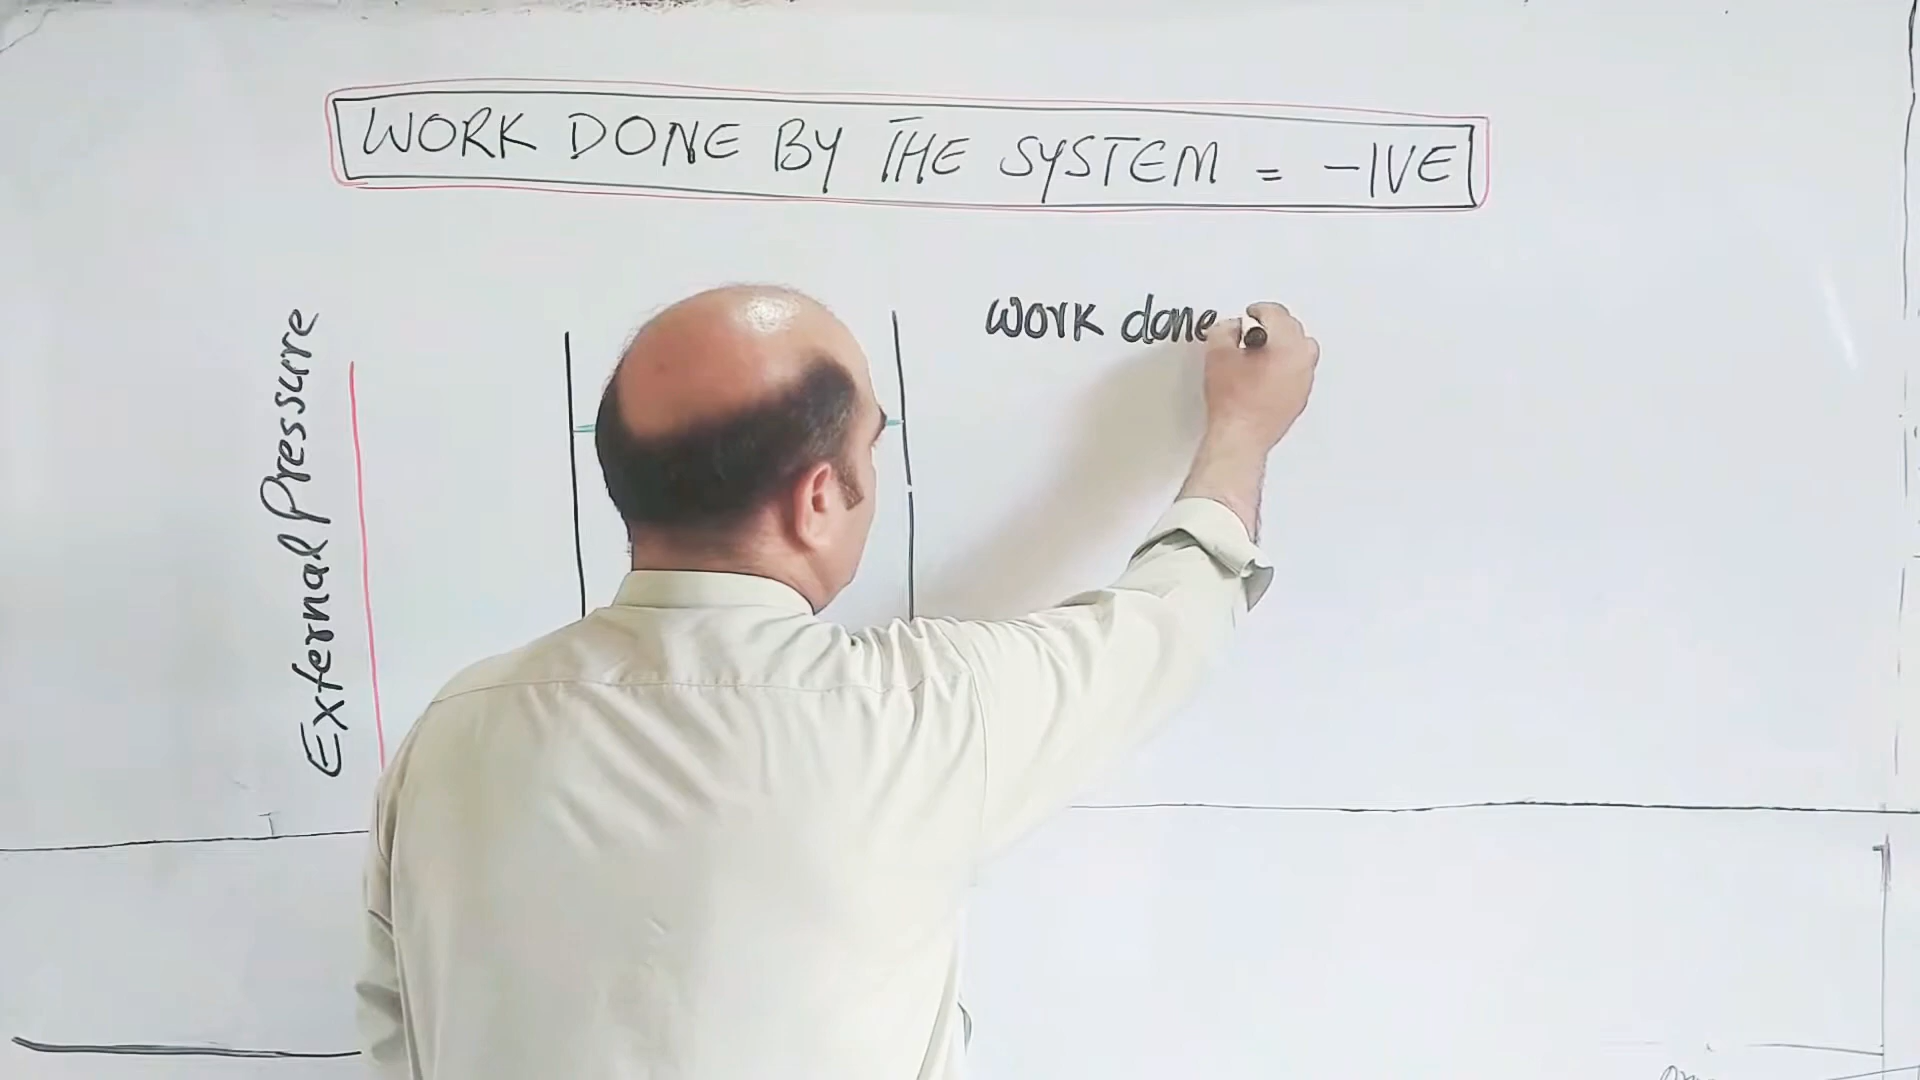 WORK DONE BY THE SYSTEM = -IVE
External Pressure
Work done